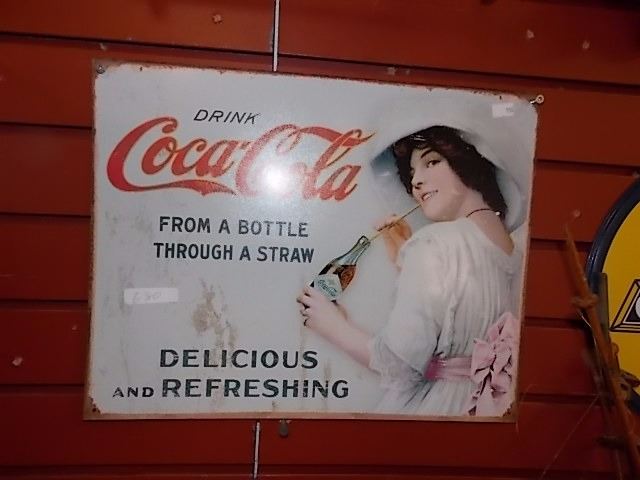 DRINK
Coca-Cola
FROM A BOTTLE
THROUGH A STRAW
DELICIOUS
AND REFRESHING